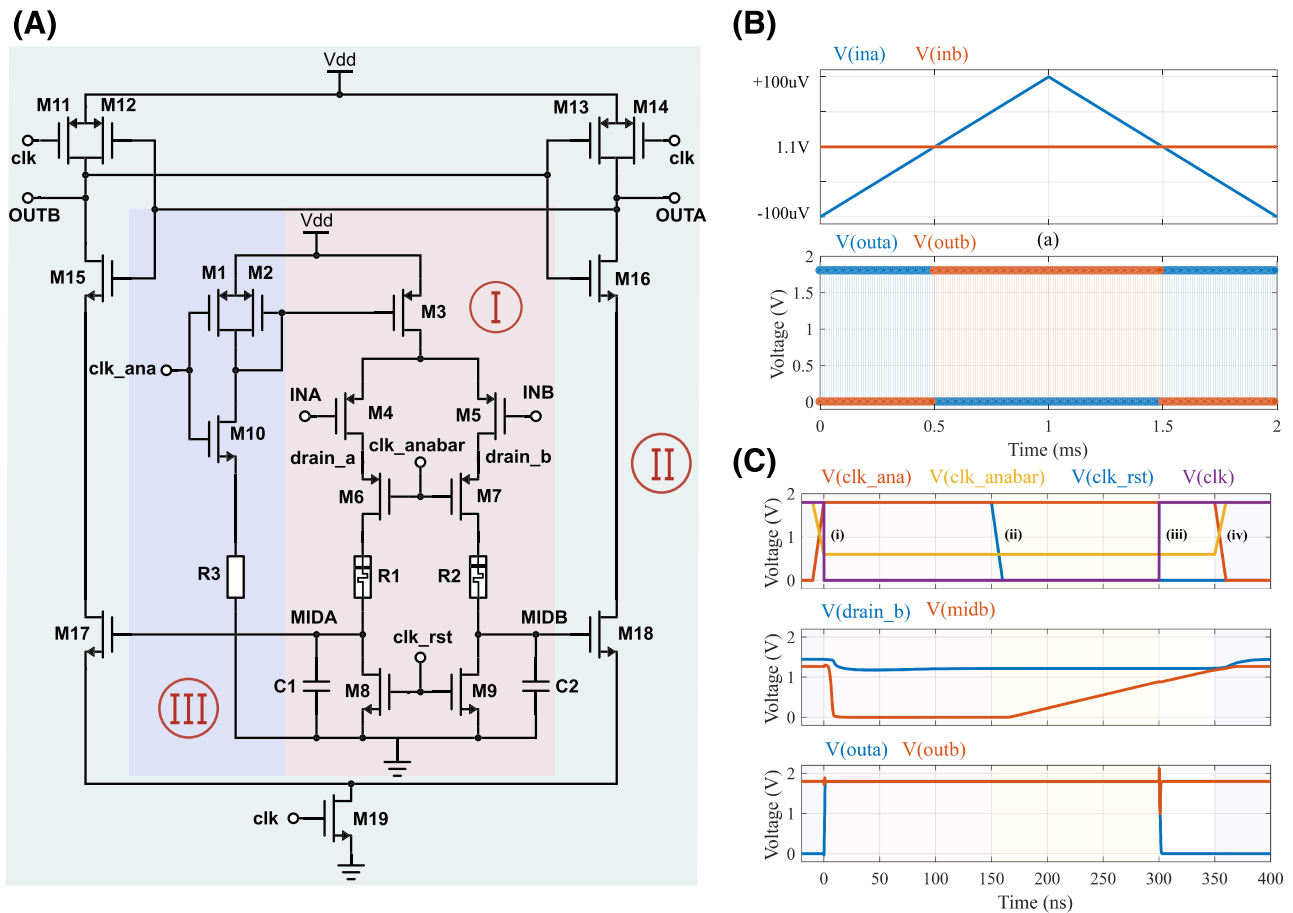 (A)
Vdd
M11 M12 M13 M14
clk clk
OUTB OUTA
Vdd
M15 M1 M2 M3 I M16
clk_ana
INA INB
M4 M5
M10 clk_anabar
drain_a drain_b
II
M6 M7
R3 R1 R2
MIDA MIDB
M17 clk_rst M18
C1 M8 M9 C2
III
clk M19
(B)
V(ina) V(inb)
+100uV
1.1V
-100uV
(a)
V(outa) V(outb)
Voltage (V)
2
1.5
1
0.5
0
0 0.5 1 1.5 2
Time (ms)
(C)
V(clk_ana) V(clk_anabar) V(clk_rst) V(clk)
Voltage (V)
2
1
0
(i) (ii) (iii) (iv)
V(drain_b) V(midb)
Voltage (V)
2
1
0
V(outa) V(outb)
Voltage (V)
2
1
0
0 50 100 150 200 250 300 350 400
Time (ns)